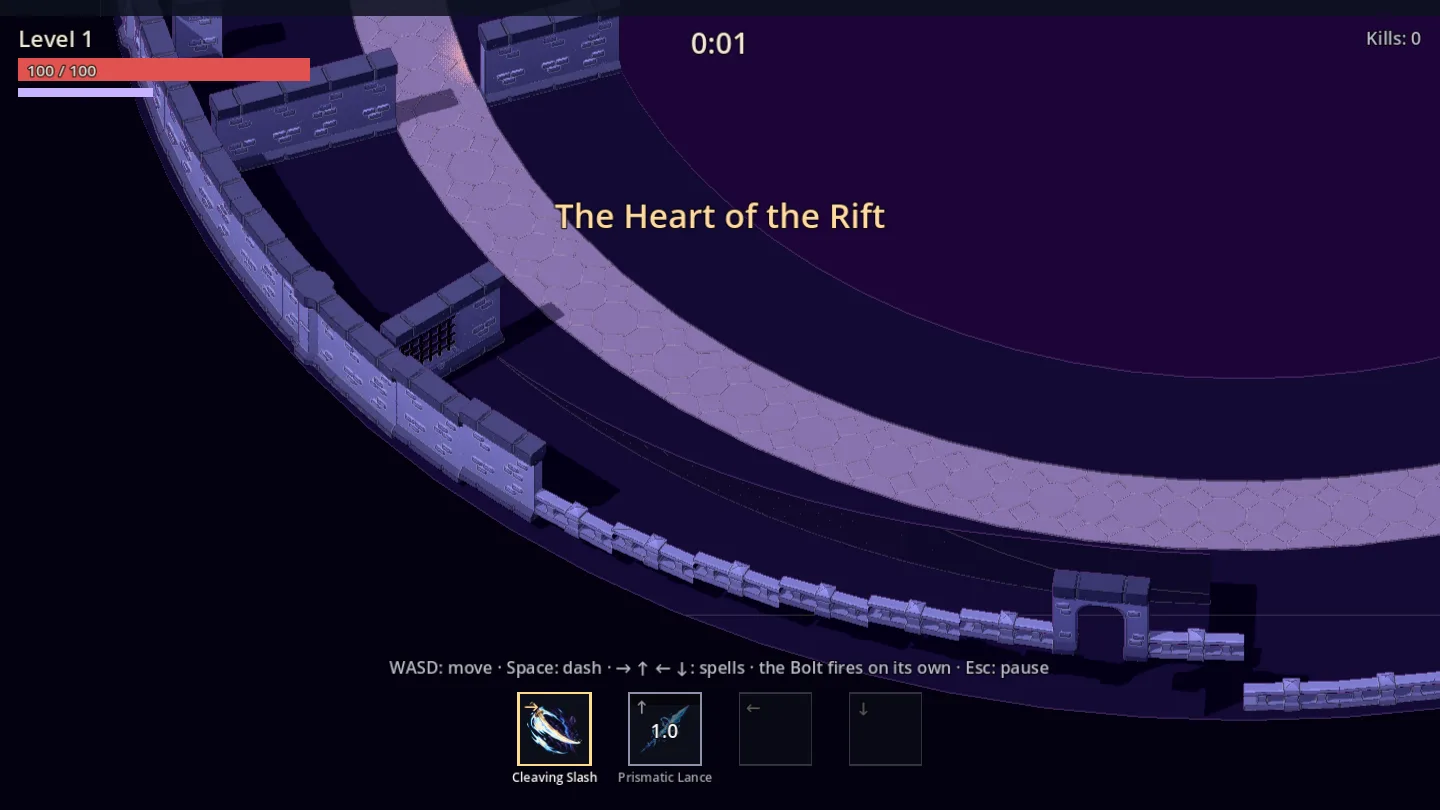 Level 1
0:01
Kills: 0
100 / 100
The Heart of the Rift
WASD: move · Space: dash · → ↑ ← ↓: spells · the Bolt fires on its own · Esc: pause
→
↑
←
↓
1.0
Cleaving Slash
Prismatic Lance